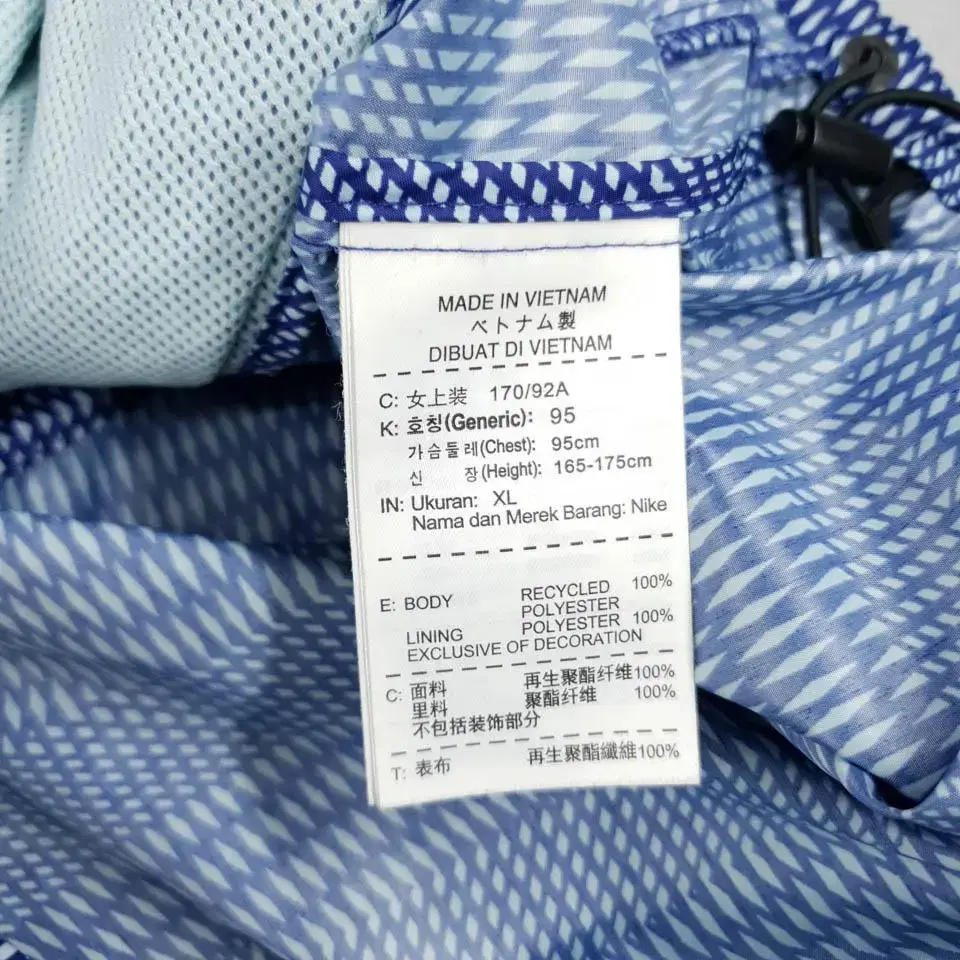 MADE IN VIETNAM
ベトナム製
DIBUAT DI VIETNAM
C: 女上装 170/92A
K: 호칭(Generic): 95
가슴둘레(Chest): 95cm
신 장(Height): 165-175cm
IN: Ukuran: XL
Nama dan Merek Barang: Nike
E: BODY RECYCLED 100%
POLYESTER
LINING POLYESTER 100%
EXCLUSIVE OF DECORATION
C: 面料 再生聚酯纤维100%
里料 聚酯纤维 100%
不包括装饰部分
T: 表布 再生聚酯纖維100%